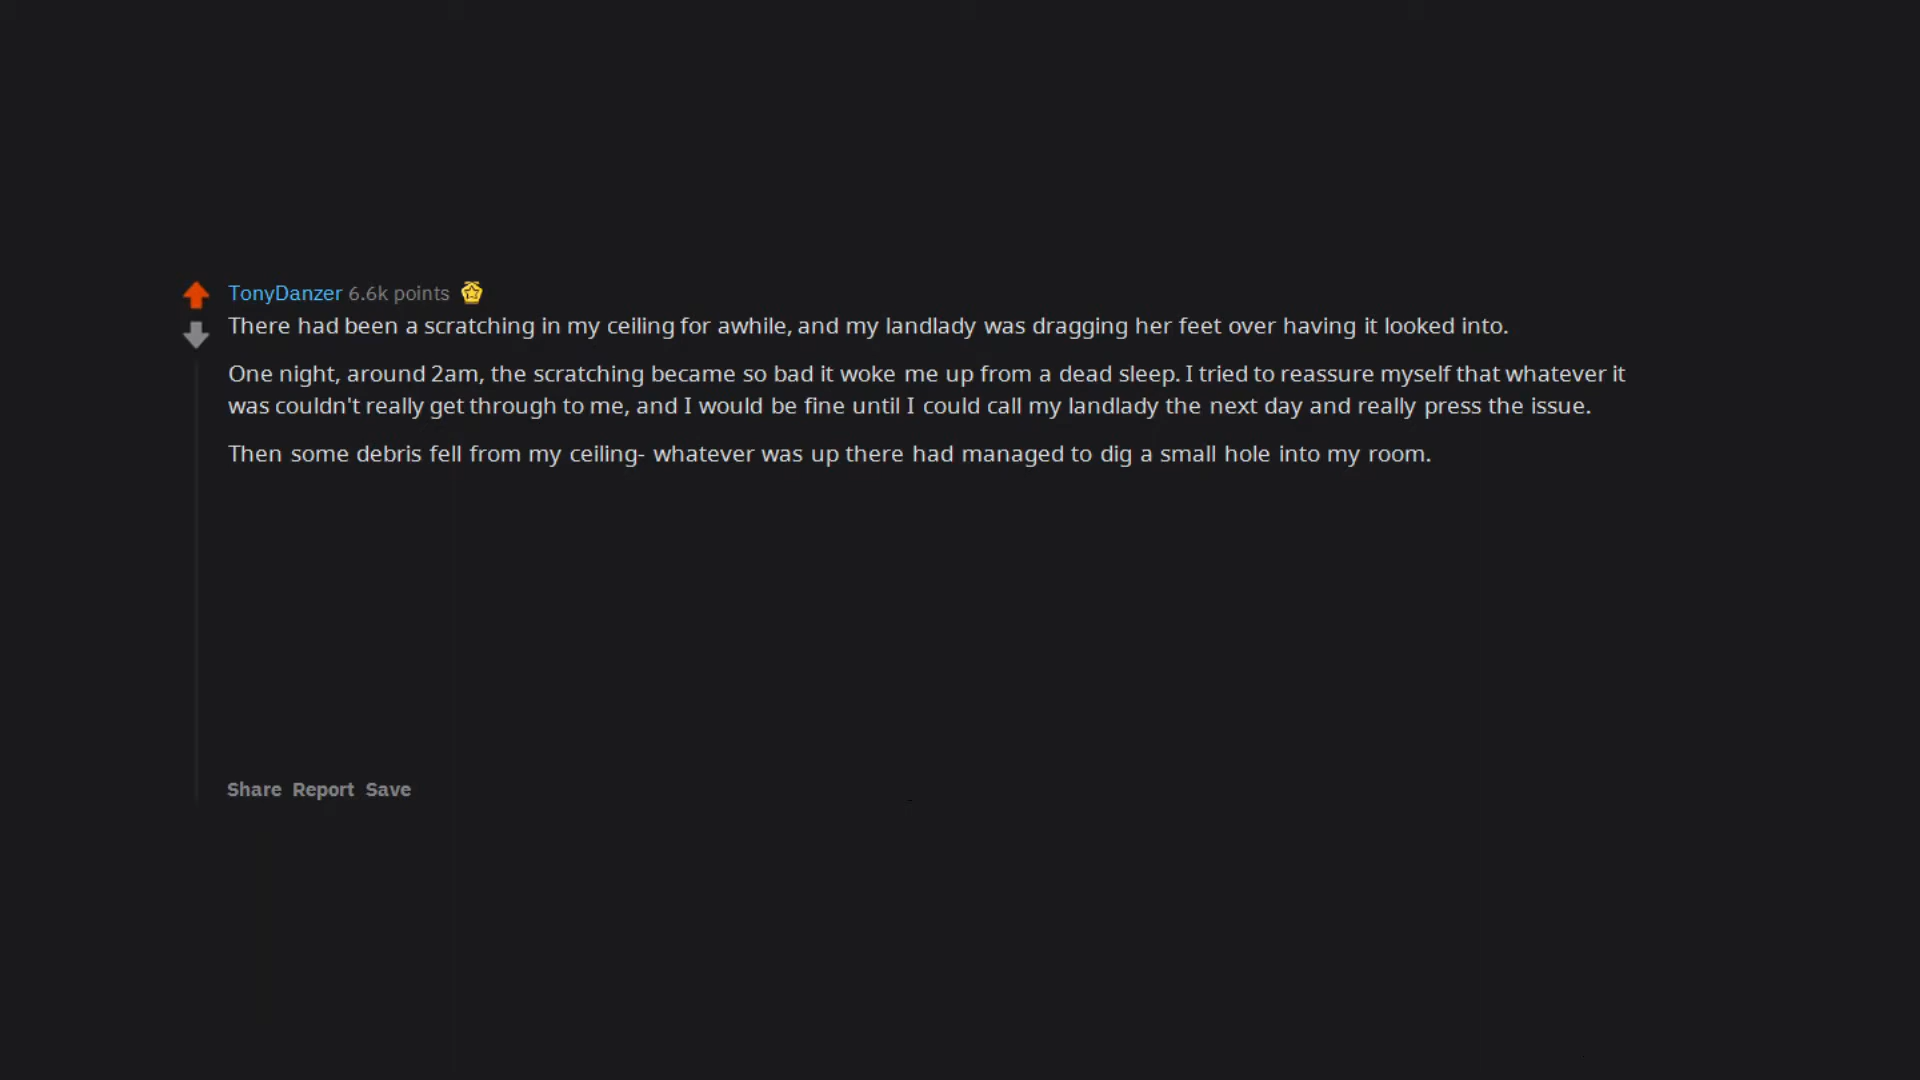 TonyDanzer 6.6k points
There had been a scratching in my ceiling for awhile, and my landlady was dragging her feet over having it looked into.
One night, around 2am, the scratching became so bad it woke me up from a dead sleep. I tried to reassure myself that whatever it
was couldn't really get through to me, and I would be fine until I could call my landlady the next day and really press the issue.
Then some debris fell from my ceiling- whatever was up there had managed to dig a small hole into my room.
Share Report Save